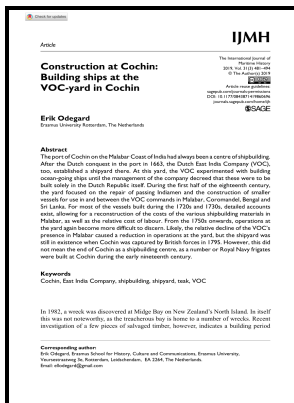 Check for updates
Article
IJMH
Construction at Cochin:
Building ships at the
VOC-yard in Cochin
The International Journal of
Maritime History
2019, Vol. 31(3) 481–494
© The Author(s) 2019
Article reuse guidelines:
sagepub.com/journals-permissions
DOI: 10.1177/0843871419860696
journals.sagepub.com/home/ijh
SAGE
Erik Odegard
Erasmus University Rotterdam, The Netherlands
Abstract
The port of Cochin on the Malabar Coast of India had always been a centre of shipbuilding.
After the Dutch conquest in the port in 1663, the Dutch East India Company (VOC),
too, established a shipyard there. At this yard, the VOC experimented with building
ocean-going ships until the management of the company decreed that these were to be
built solely in the Dutch Republic itself. During the first half of the eighteenth century,
the yard focused on the repair of passing Indiamen and the construction of smaller
vessels for use in and between the VOC commands in Malabar, Coromandel, Bengal and
Sri Lanka. For most of the vessels built during the 1720s and 1730s, detailed accounts
exist, allowing for a reconstruction of the costs of the various shipbuilding materials in
Malabar, as well as the relative cost of labour. From the 1750s onwards, operations at
the yard again become more difficult to discern. Likely, the relative decline of the VOC's
presence in Malabar caused a reduction in operations at the yard, but the shipyard was
still in existence when Cochin was captured by British forces in 1795. However, this did
not mean the end of Cochin as a shipbuilding centre, as a number or Royal Navy frigates
were built at Cochin during the early nineteenth century.
Keywords
Cochin, East India Company, shipbuilding, shipyard, teak, VOC
In 1982, a wreck was discovered at Midge Bay on New Zealand's North Island. In itself
this was not noteworthy, as the treacherous bay is home to a number of wrecks. Recent
investigation of a few pieces of salvaged timber, however, indicates a building period
Corresponding author:
Erik Odegard, Erasmus School for History, Culture and Communications, Erasmus University,
Voursteeranweg 5e, Rotterdam, Leidschendam, EA 2264, The Netherlands.
Email: elfodegard@gmail.com